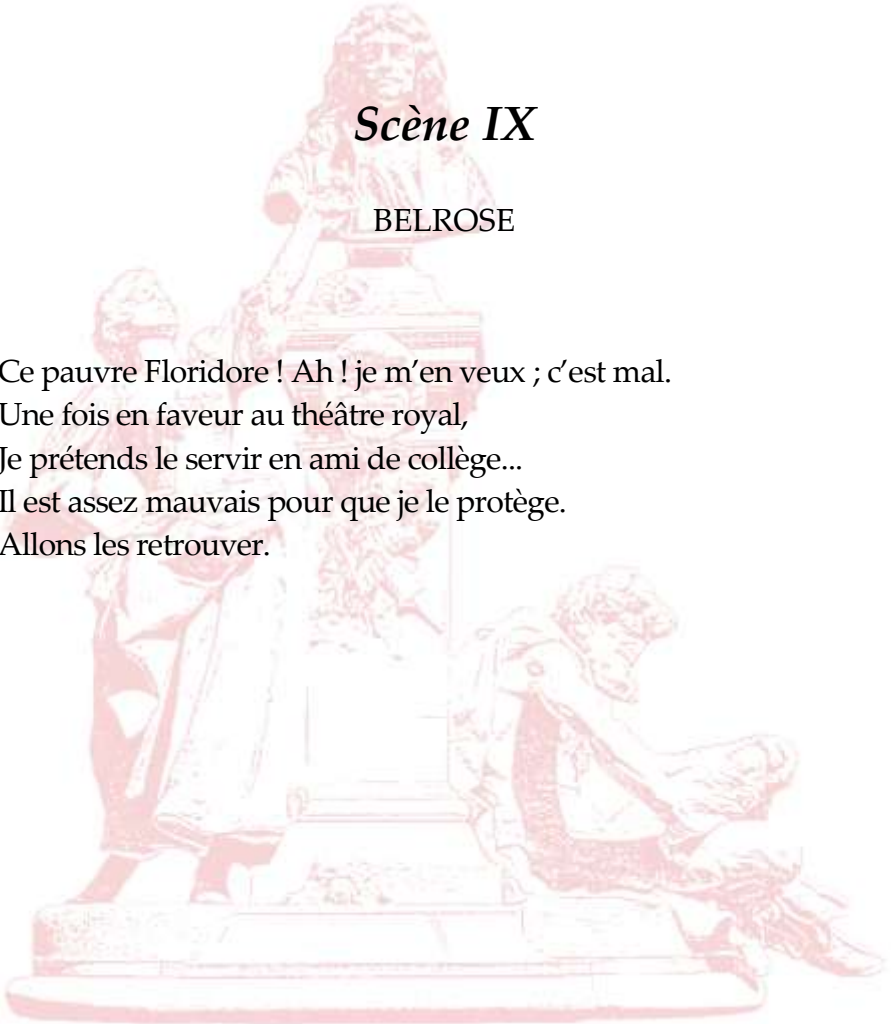 Scène IX
BELROSE
Ce pauvre Floridore ! Ah ! je m’en veux ; c’est mal.
Une fois en faveur au théâtre royal,
Je prétends le servir en ami de collège...
Il est assez mauvais pour que je le protège.
Allons les retrouver.